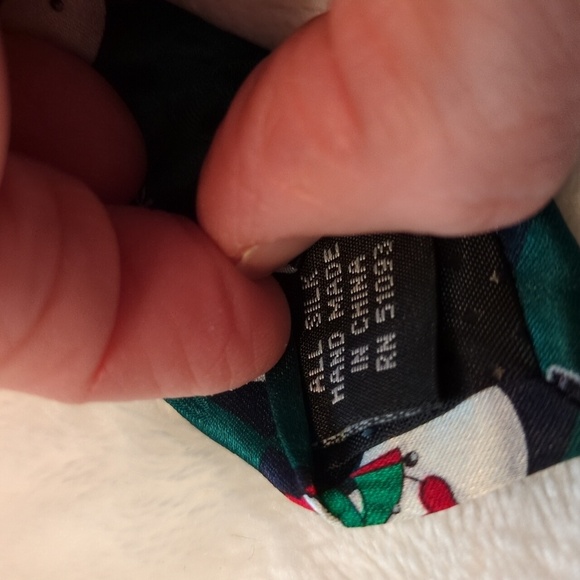 ALL SILK
HAND MADE
IN CHINA
RN 51093